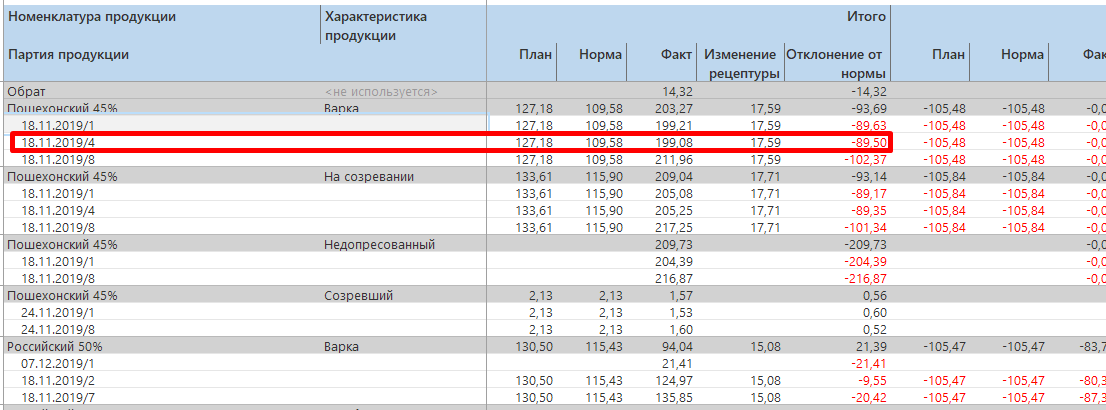 Номенклатура продукции Характеристика продукции Итого
Партия продукции План Норма Факт Изменение рецептуры Отклонение от нормы План Норма
Обрат <не используется> 14,32 -14,32
Пошехонский 45% Варка 127,18 109,58 203,27 17,59 -93,69 -105,48 -105,48 -0,0
18.11.2019/1 127,18 109,58 199,21 17,59 -89,63 -105,48 -105,48 -0,0
18.11.2019/4 127,18 109,58 199,08 17,59 -89,50 -105,48 -105,48 -0,0
18.11.2019/8 127,18 109,58 211,96 17,59 -102,37 -105,48 -105,48 -0,0
Пошехонский 45% На созревании 133,61 115,90 209,04 17,71 -93,14 -105,84 -105,84 -0,0
18.11.2019/1 133,61 115,90 205,08 17,71 -89,17 -105,84 -105,84 -0,0
18.11.2019/4 133,61 115,90 205,25 17,71 -89,35 -105,84 -105,84 -0,0
18.11.2019/8 133,61 115,90 217,25 17,71 -101,34 -105,84 -105,84 -0,0
Пошехонский 45% Недопресованный 209,73 -209,73 -0,0
18.11.2019/1 204,39 -204,39 -0,0
18.11.2019/8 216,87 -216,87 -0,0
Пошехонский 45% Созревший 2,13 2,13 1,57 0,56
24.11.2019/1 2,13 2,13 1,53 0,60
24.11.2019/8 2,13 2,13 1,60 0,52
Российский 50% Варка 130,50 115,43 94,04 15,08 21,39 -105,47 -105,47 -83,7
07.12.2019/1 21,41 -21,41
18.11.2019/2 130,50 115,43 124,97 15,08 -9,55 -105,47 -105,47 -80,3
18.11.2019/7 130,50 115,43 135,85 15,08 -20,42 -105,47 -105,47 -87,3